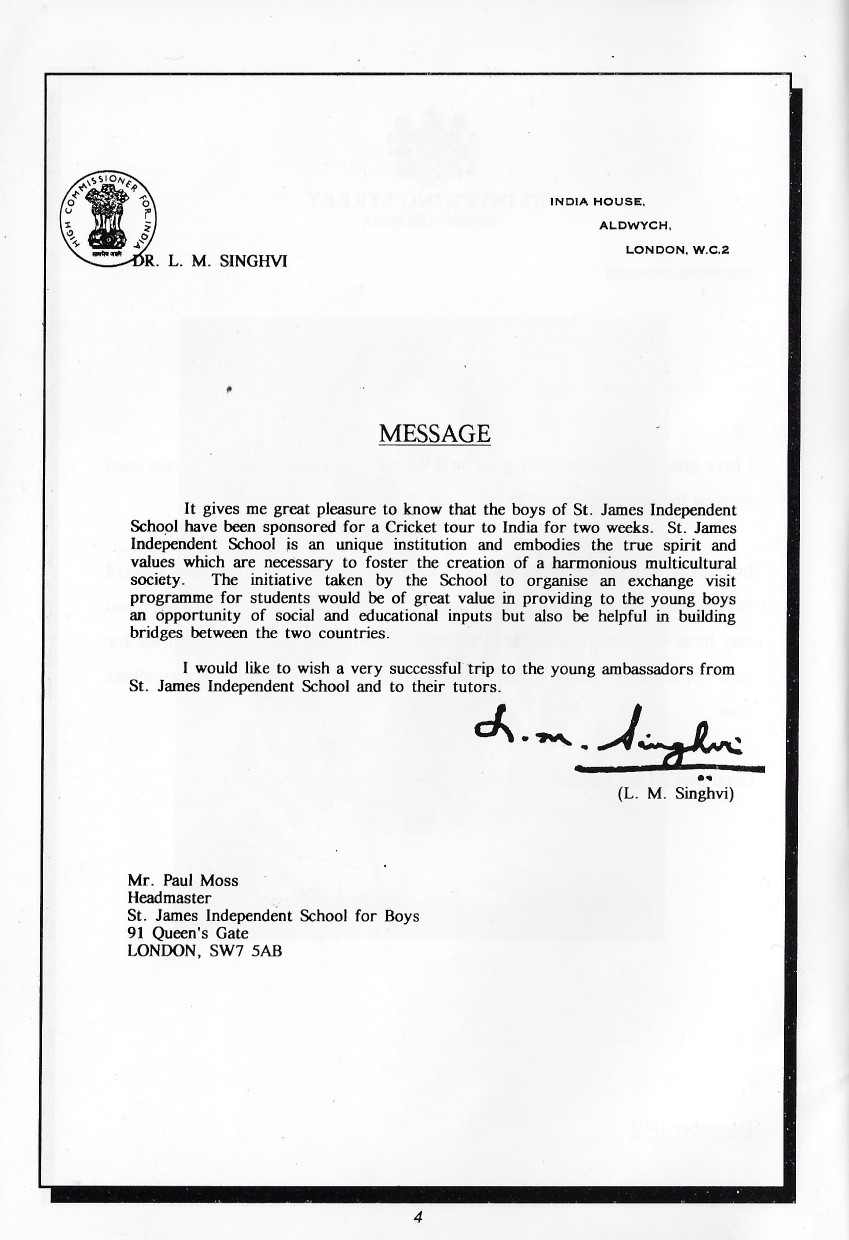 HIGH COMMISSIONER FOR INDIA
सत्यमेव जयते
DR. L. M. SINGHVI
INDIA HOUSE,
ALDWYCH,
LONDON, W.C.2
MESSAGE
It gives me great pleasure to know that the boys of St. James Independent
School have been sponsored for a Cricket tour to India for two weeks. St. James
Independent School is an unique institution and embodies the true spirit and
values which are necessary to foster the creation of a harmonious multicultural
society. The initiative taken by the School to organise an exchange visit
programme for students would be of great value in providing to the young boys
an opportunity of social and educational inputs but also be helpful in building
bridges between the two countries.
I would like to wish a very successful trip to the young ambassadors from
St. James Independent School and to their tutors.
L. M. Singhvi
(L. M. Singhvi)
Mr. Paul Moss
Headmaster
St. James Independent School for Boys
91 Queen's Gate
LONDON, SW7 5AB
4